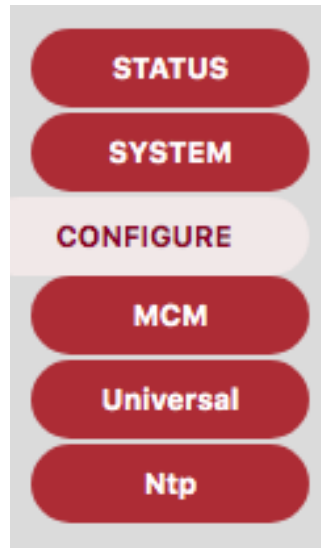 STATUS
SYSTEM
CONFIGURE
MCM
Universal
Ntp